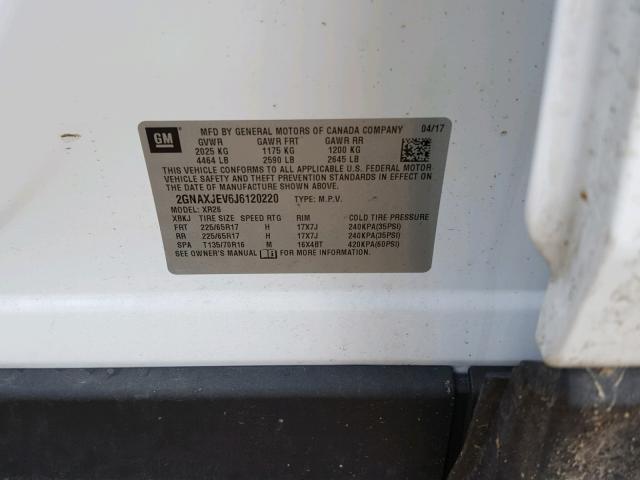 GM
MFD BY GENERAL MOTORS OF CANADA COMPANY 04/17
GVWR GAWR FRT GAWR RR
2025 KG 1175 KG 1200 KG
4464 LB 2590 LB 2645 LB
THIS VEHICLE CONFORMS TO ALL APPLICABLE U.S. FEDERAL MOTOR
VEHICLE SAFETY AND THEFT PREVENTION STANDARDS IN EFFECT ON
THE DATE OF MANUFACTURE SHOWN ABOVE.
2GNAXJEV6J6120220 TYPE: M.P.V.
MODEL: XR26
XBKJ TIRE SIZE SPEED RTG RIM COLD TIRE PRESSURE
FRT 225/65R17 H 17X7J 240KPA(35PSI)
RR 225/65R17 H 17X7J 240KPA(35PSI)
SPA T135/70R16 M 16X4BT 420KPA(60PSI)
SEE OWNER'S MANUAL FOR MORE INFORMATION.